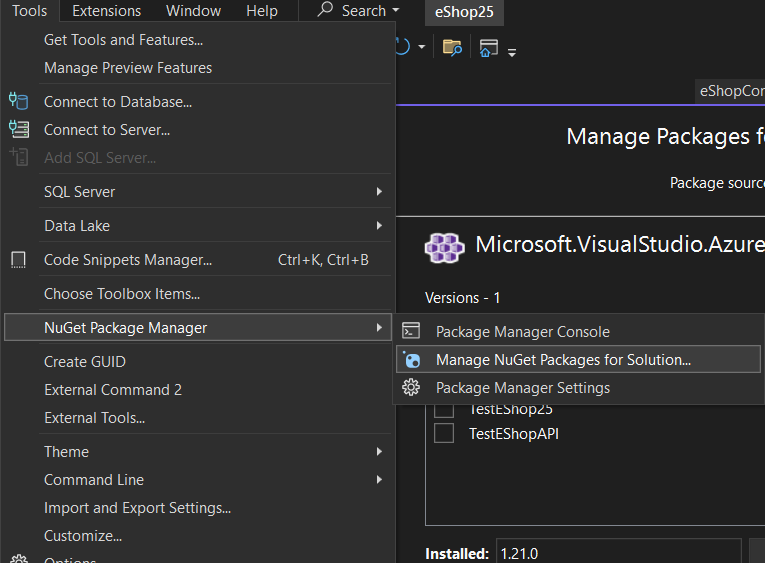 Tools Extensions Window Help Search eShop25
Get Tools and Features...
Manage Preview Features
Connect to Database...
Connect to Server...
Add SQL Server...
SQL Server
Data Lake
Code Snippets Manager... Ctrl+K, Ctrl+B
Choose Toolbox Items...
NuGet Package Manager
Create GUID
External Command 2
External Tools...
Theme
Command Line
Import and Export Settings...
Customize...
Options...
eShopCon
Manage Packages f
Package source
Microsoft.VisualStudio.Azure
Versions - 1
Package Manager Console
Manage NuGet Packages for Solution...
Package Manager Settings
TestEShop25
TestEShopAPI
Installed: 1.21.0